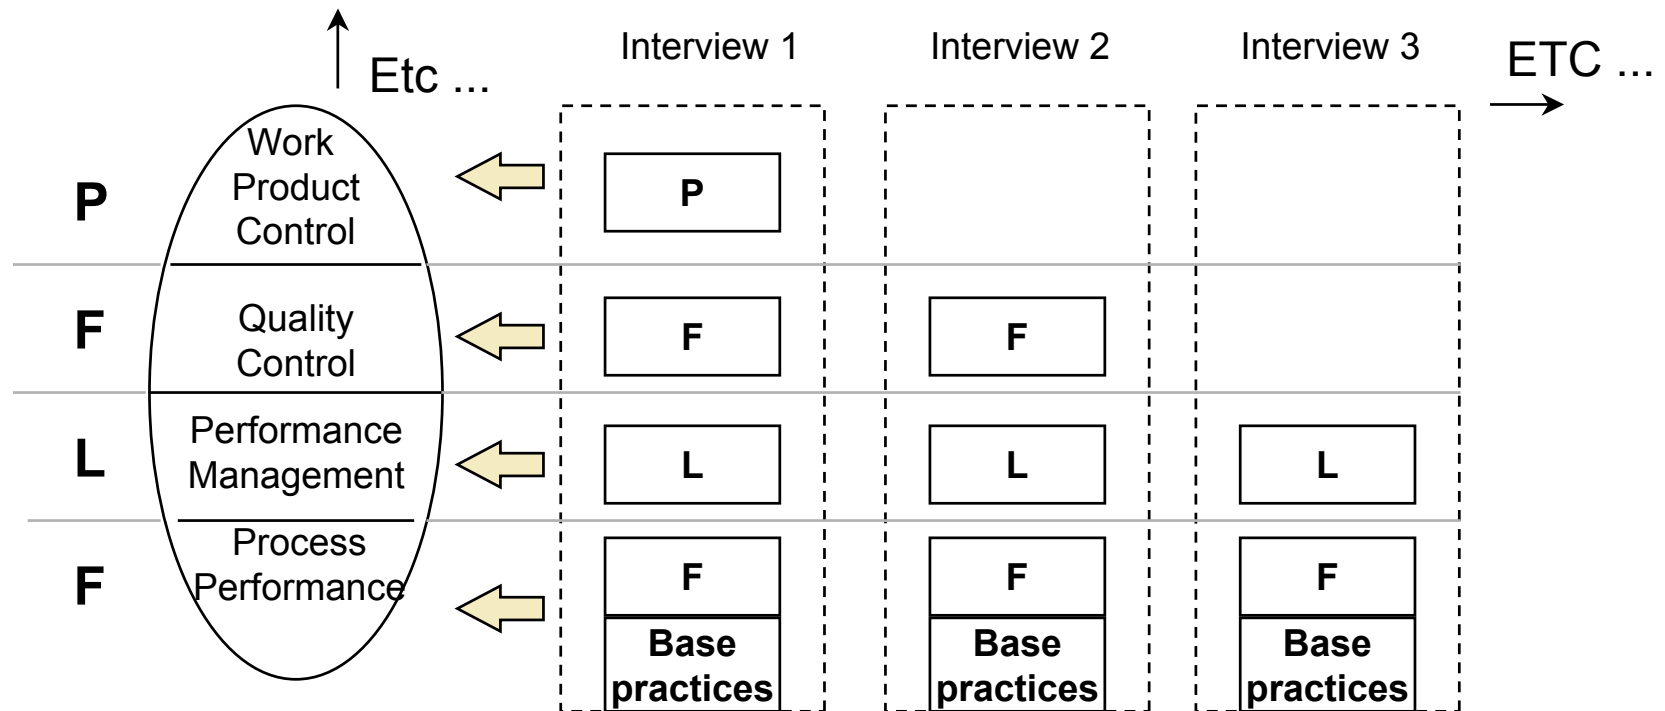 Etc ...
Interview 1
Interview 2
Interview 3
ETC ...
P
Work
Product
Control
P
F
Quality
Control
F
F
L
Performance
Management
L
L
L
F
Process
Performance
F
F
F
Base
practices
Base
practices
Base
practices